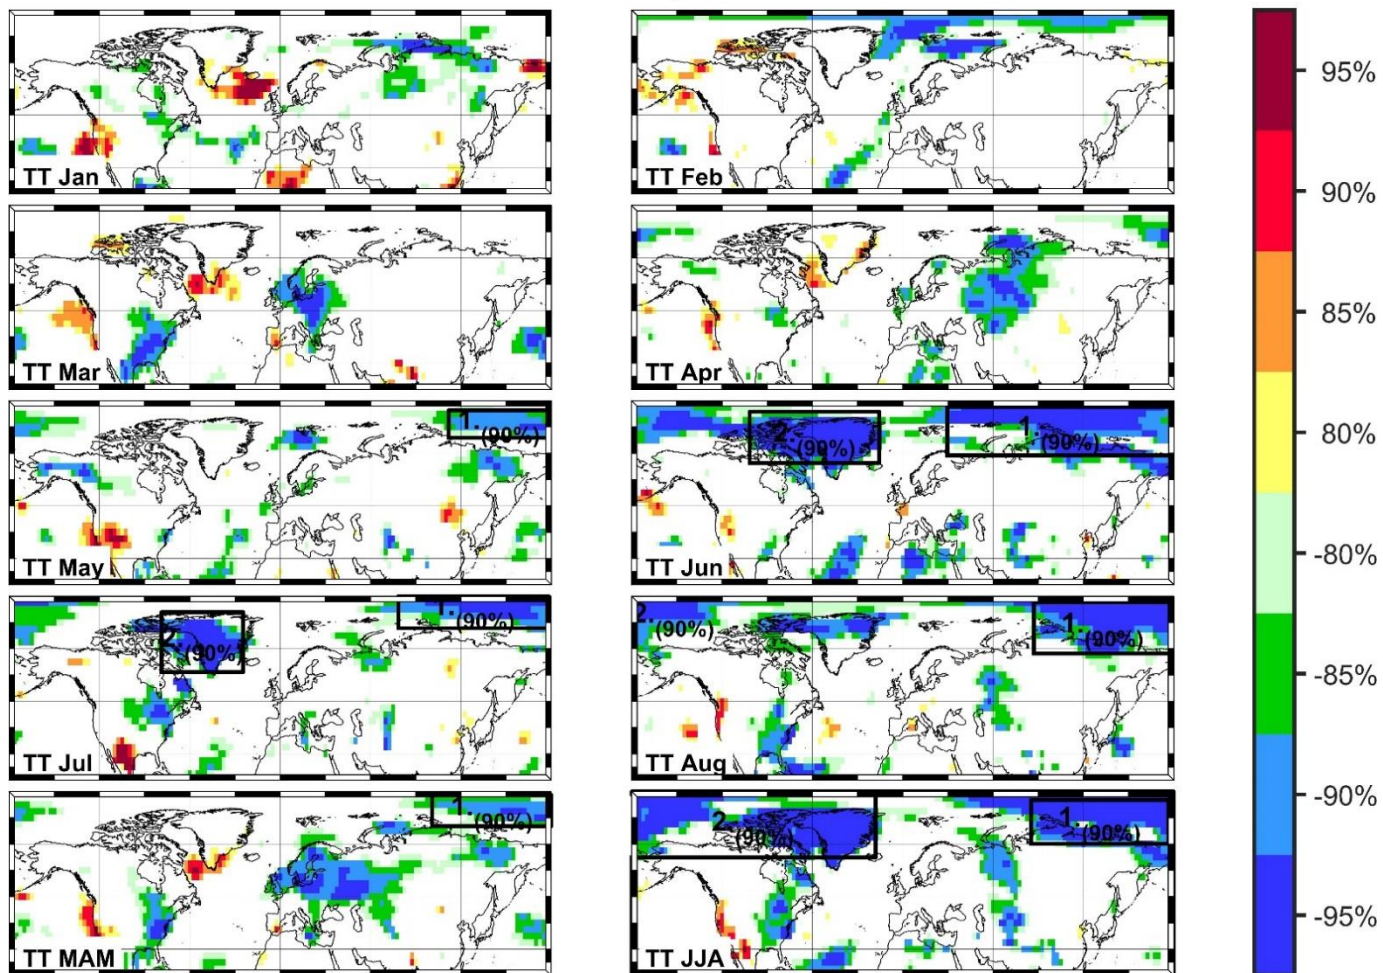 TT Jan
TT Feb
95%
90%
85%
80%
-80%
-85%
-90%
-95%
TT Mar
TT Apr
1. (90%)
TT May
2. (90%)
1. (90%)
TT Jun
2. (90%)
1. (90%)
TT Jul
2. (90%)
1. (90%)
TT Aug
1. (90%)
TT MAM
2. (90%)
1. (90%)
TT JJA